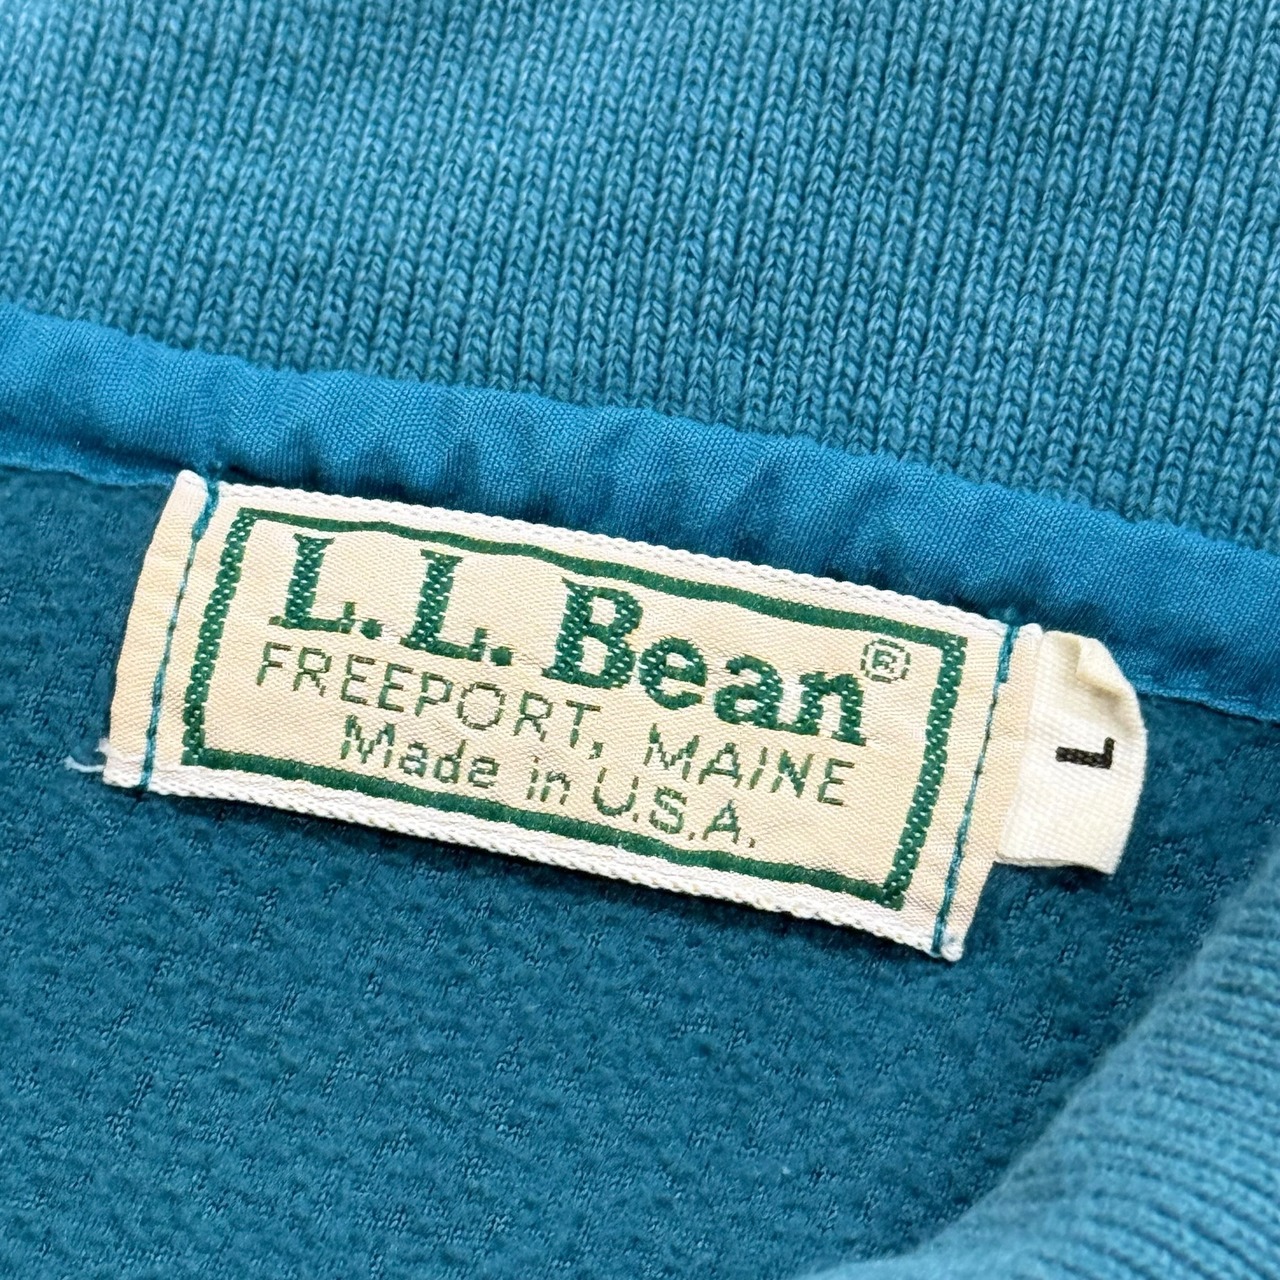 L.L.Bean®
FREEPORT, MAINE
Made in U.S.A.
L